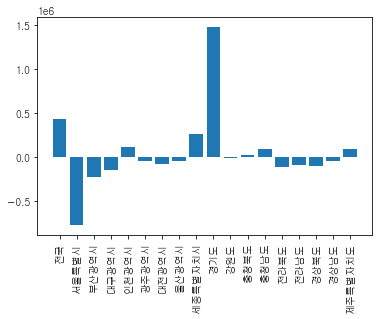 1e6
1.5
1.0
0.5
0.0
−0.5
전국
서울특별시
부산광역시
대구광역시
인천광역시
광주광역시
대전광역시
울산광역시
세종특별자치시
경기도
강원도
충청북도
충청남도
전라북도
전라남도
경상북도
경상남도
제주특별자치도